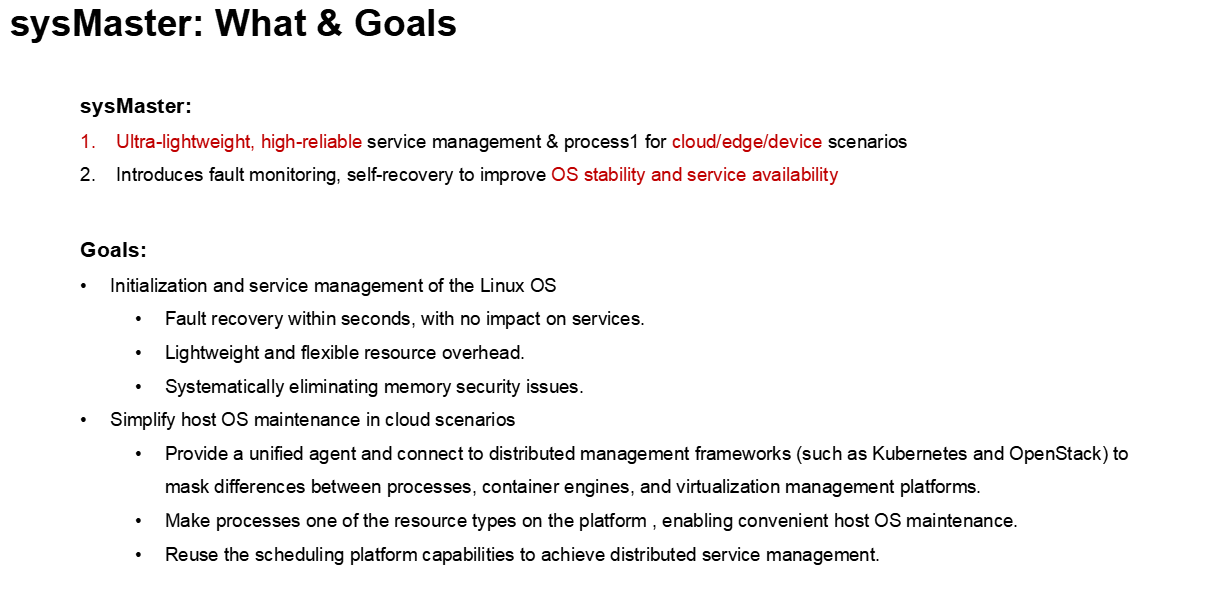 sysMaster: What & Goals
sysMaster:
1. Ultra-lightweight, high-reliable service management & process1 for cloud/edge/device scenarios
2. Introduces fault monitoring, self-recovery to improve OS stability and service availability
Goals:
• Initialization and service management of the Linux OS
• Fault recovery within seconds, with no impact on services.
• Lightweight and flexible resource overhead.
• Systematically eliminating memory security issues.
• Simplify host OS maintenance in cloud scenarios
• Provide a unified agent and connect to distributed management frameworks (such as Kubernetes and OpenStack) to
mask differences between processes, container engines, and virtualization management platforms.
• Make processes one of the resource types on the platform , enabling convenient host OS maintenance.
• Reuse the scheduling platform capabilities to achieve distributed service management.